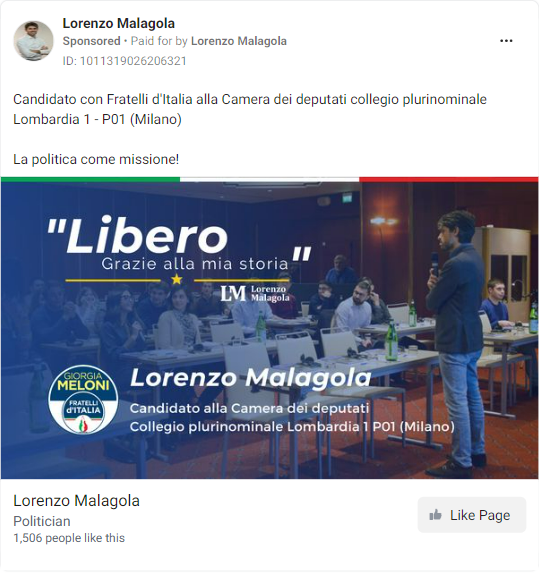 Lorenzo Malagola
Sponsored • Paid for by Lorenzo Malagola
ID: 1011319026206321
Candidato con Fratelli d'Italia alla Camera dei deputati collegio plurinominale
Lombardia 1 - P01 (Milano)
La politica come missione!
"Libero
Grazie alla mia storia"
LM Lorenzo
Malagola
GIORGIA
MELONI
FRATELLI
d'ITALIA
Lorenzo Malagola
Candidato alla Camera dei deputati
Collegio plurinominale Lombardia 1 P01 (Milano)
Lorenzo Malagola
Politician
1,506 people like this
Like Page